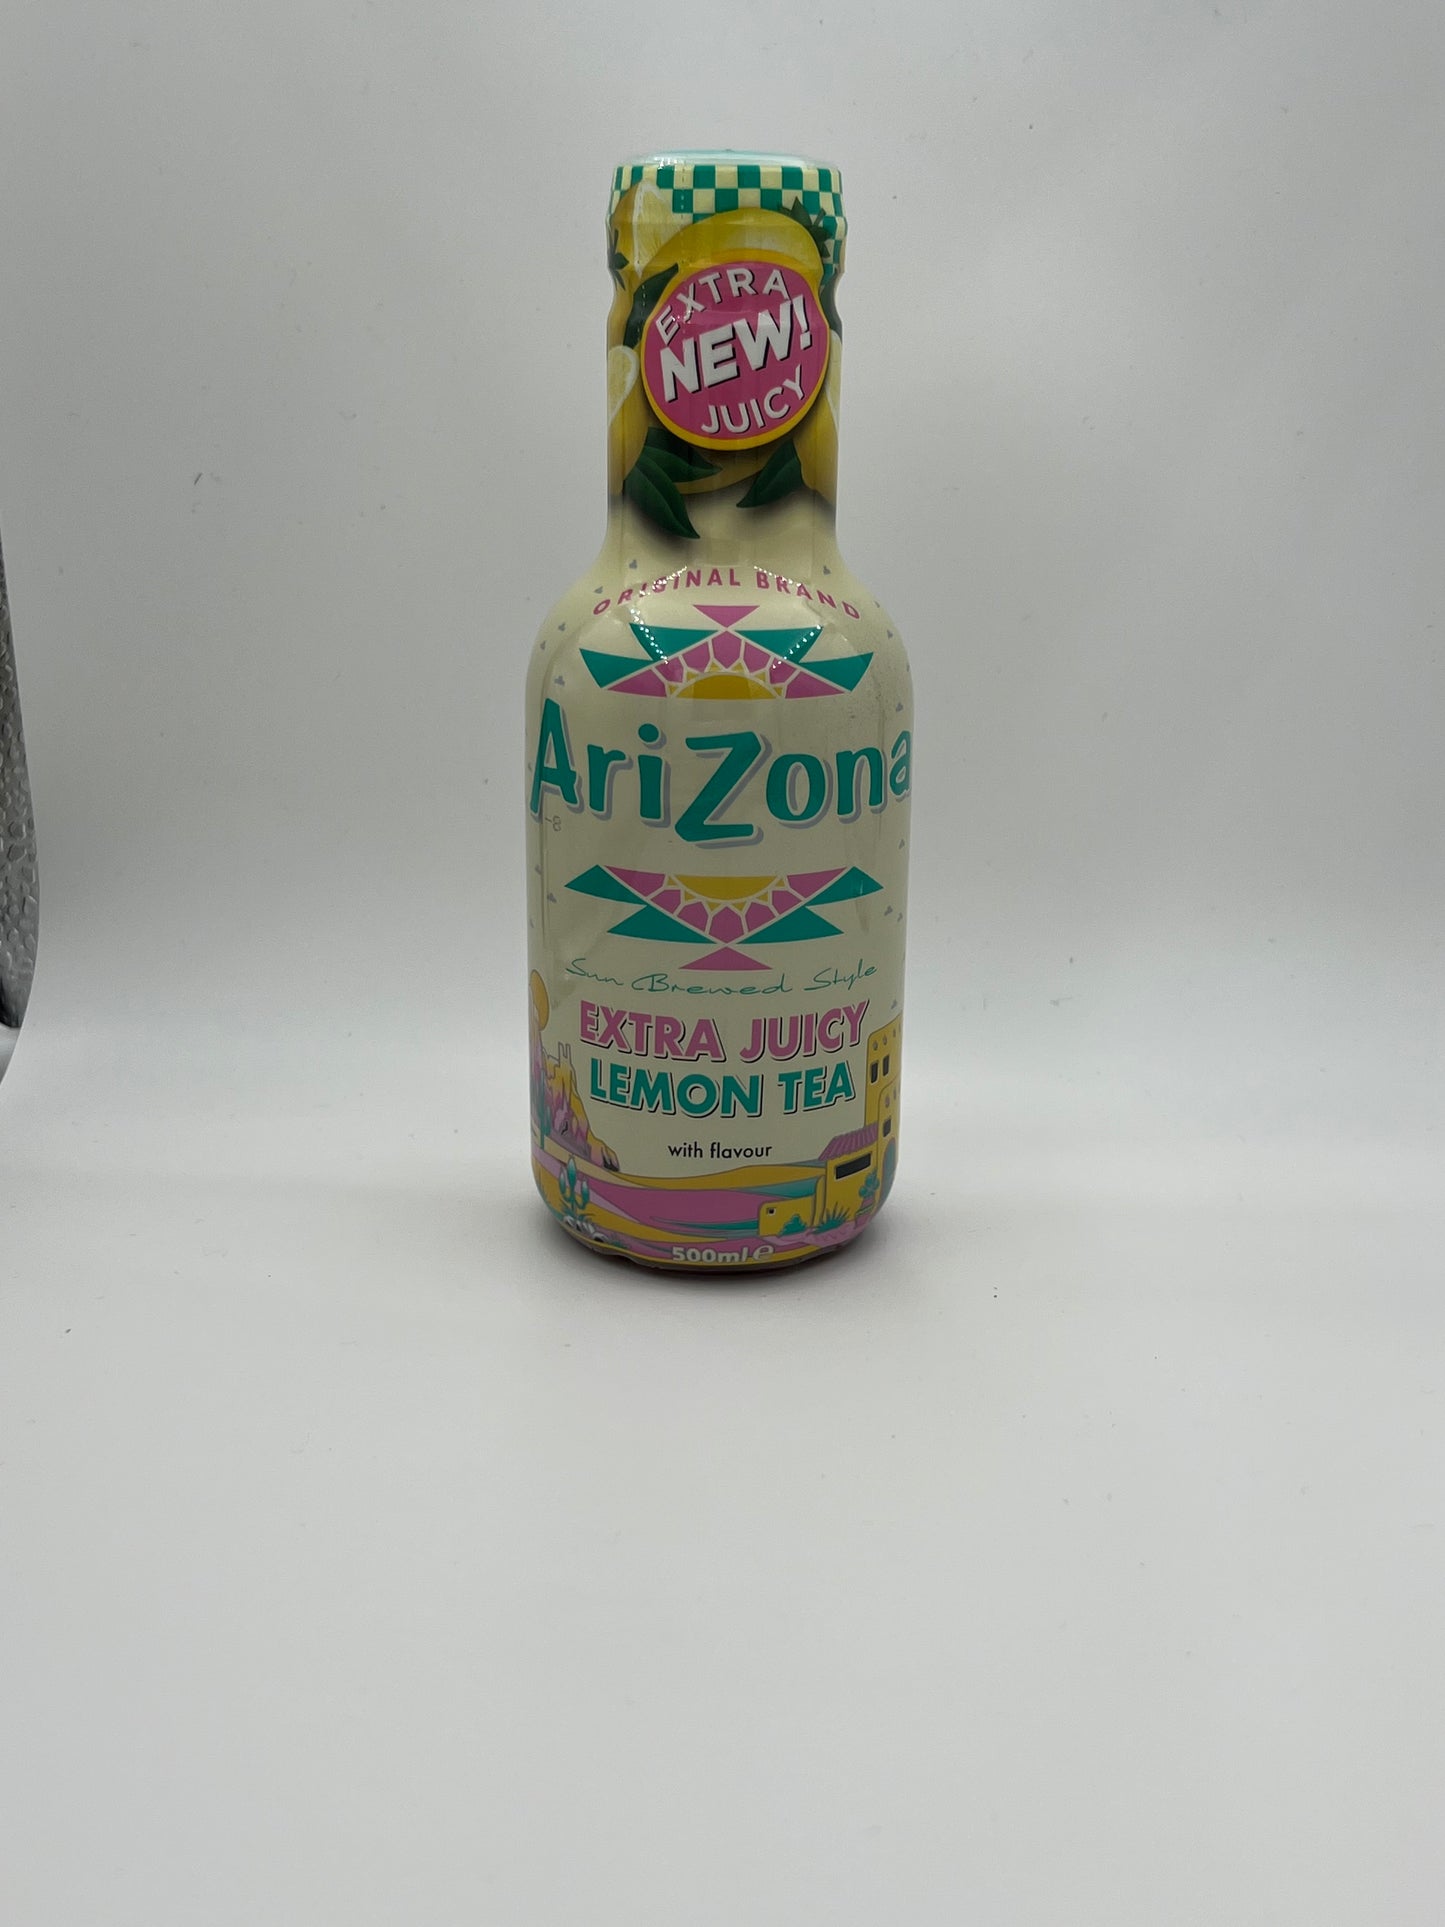 EXTRA
NEW!
JUICY
ORIGINAL BRAND
AriZona
Sun Brewed Style
EXTRA JUICY
LEMON TEA
with flavour
500ml e